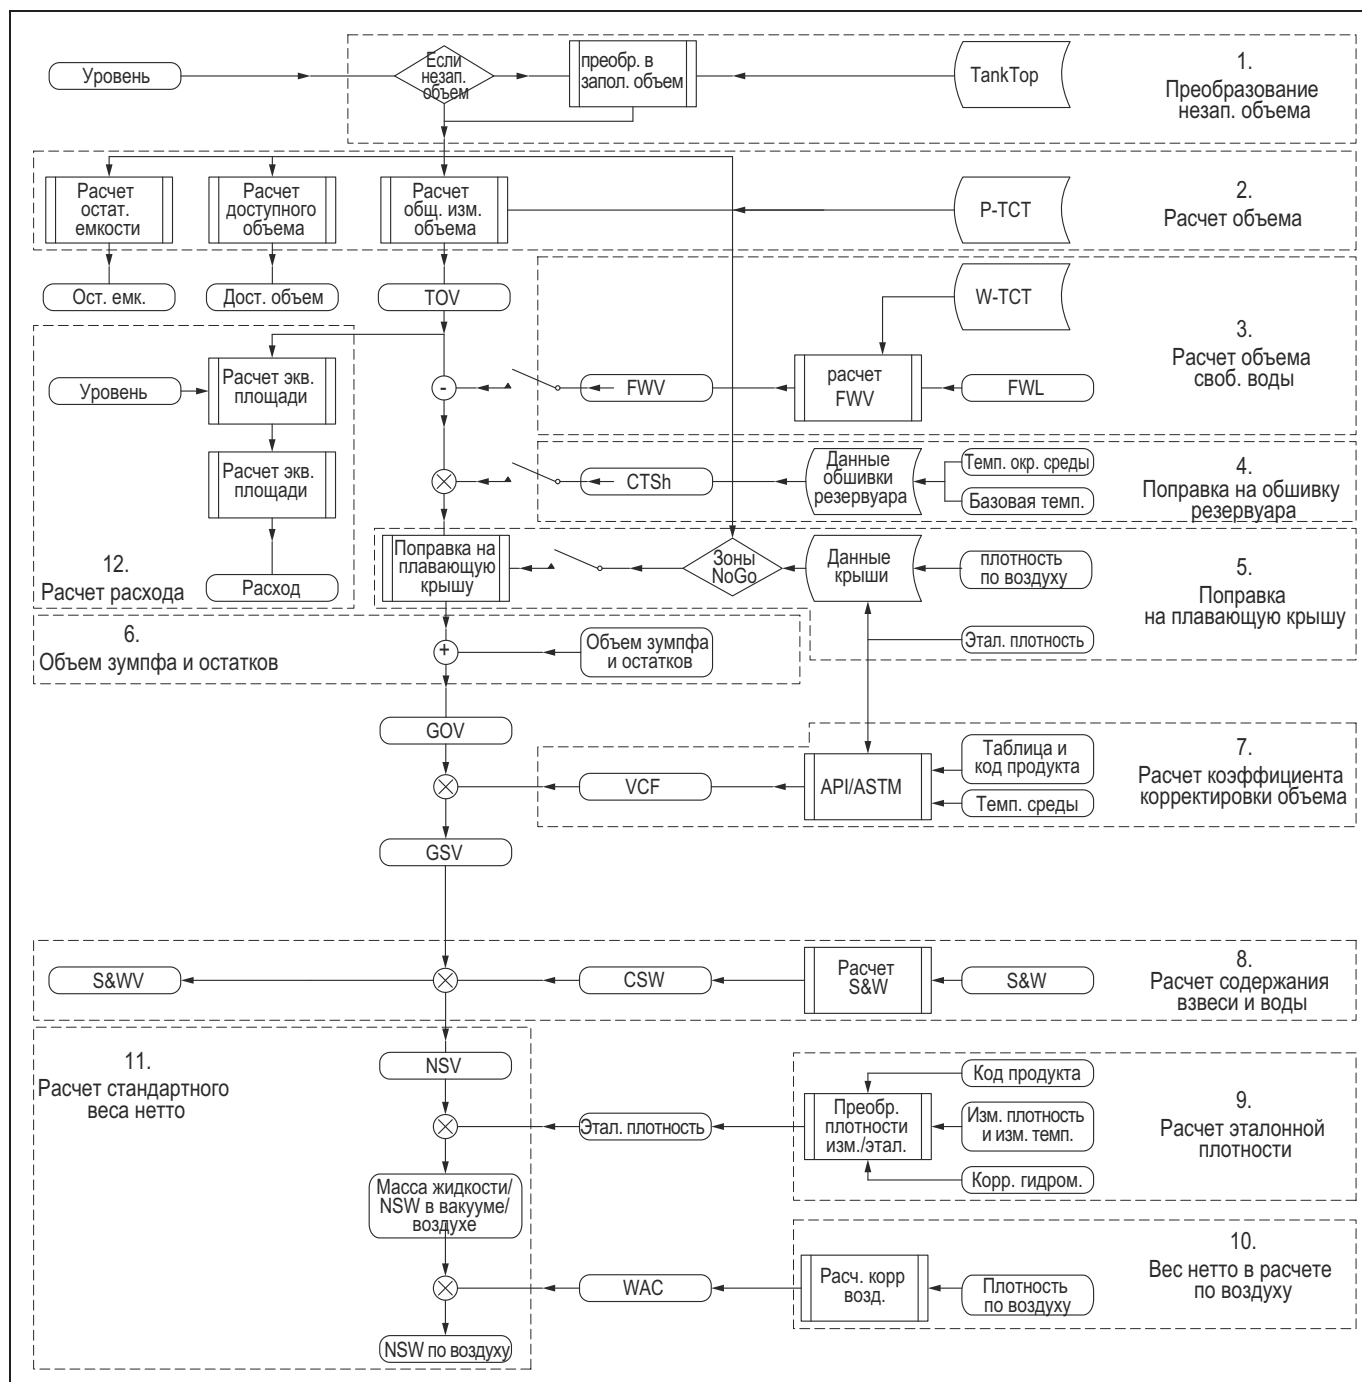 Уровень
Если
незап.
объем
преобр. в
запол. объем
TankTop
1.
Преобразование
незап. объема
Расчет
остат.
емкости
Расчет
доступного
объема
Расчет
общ. изм.
объема
P-TCT
2.
Расчет объема
Ост. емк.
Дост. объем
TOV
W-TCT
3.
Расчет объема
своб. воды
Уровень
Расчет экв.
площади
-
FWV
расчет
FWV
FWL
Расчет экв.
площади
CTSh
Данные
обшивки
резервуара
Темп. окр. среды
Базовая темп.
4.
Поправка на обшивку
резервуара
12.
Расчет расхода
Расход
Поправка на
плавающую
крышу
Зоны
NoGo
Данные
крыши
плотность
по воздуху
5.
Поправка
на плавающую крышу
Этал. плотность
6.
Объем зумпфа и остатков
+
Объем зумпфа
и остатков
GOV
VCF
API/ASTM
Таблица и
код продукта
Темп. среды
7.
Расчет коэффициента
корректировки объема
GSV
S&WV
CSW
Расчет
S&W
S&W
8.
Расчет содержания
взвеси и воды
11.
Расчет стандартного
веса нетто
NSV
Этал. плотность
Преобр.
плотности
изм./этал.
Код продукта
Изм. плотность
и изм. темп.
Корр. гидром.
9.
Расчет эталонной
плотности
Масса жидкости/
NSW в вакууме/
воздухе
WAC
Расч. корр
возд.
Плотность
по воздуху
10.
Вес нетто в расчете
по воздуху
NSW по воздуху